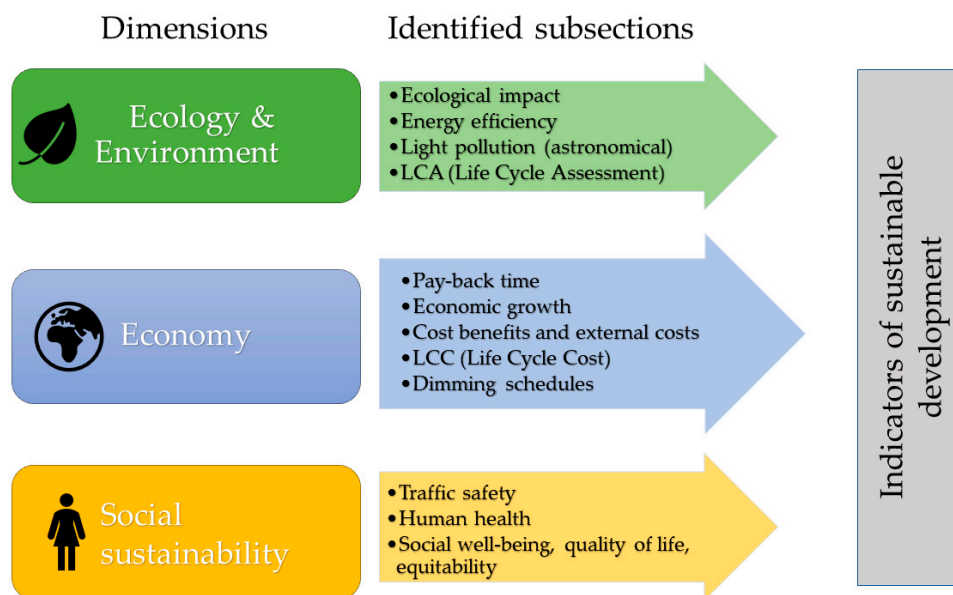 Dimensions
Identified subsections
Ecology &
Environment
•Ecological impact
•Energy efficiency
•Light pollution (astronomical)
•LCA (Life Cycle Assessment)
Economy
•Pay-back time
•Economic growth
•Cost benefits and external costs
•LCC (Life Cycle Cost)
•Dimming schedules
Social
sustainability
•Traffic safety
•Human health
•Social well-being, quality of life,
equitability
Indicators of sustainable
development